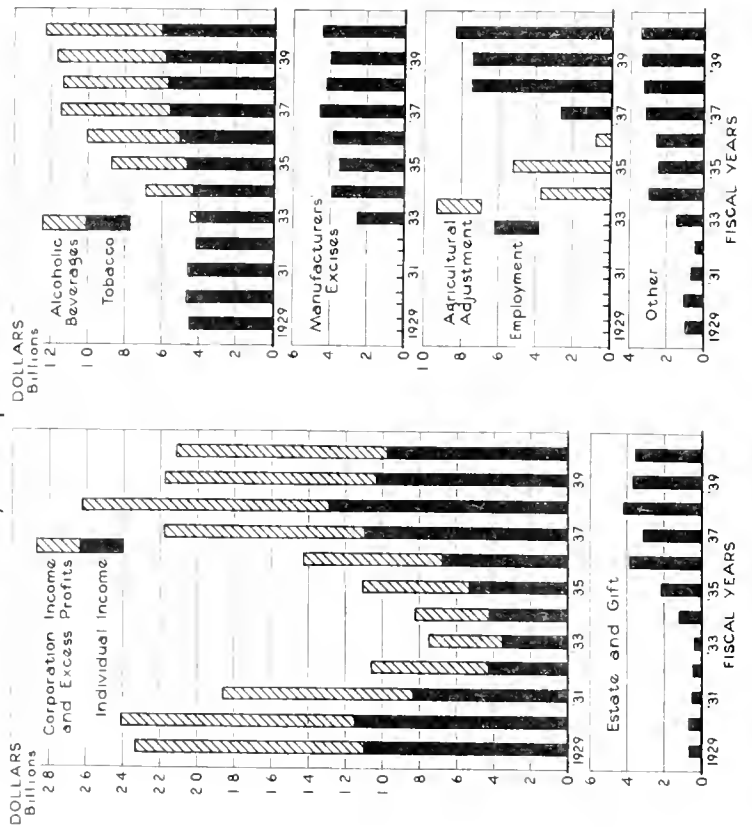 DOLLARS
Billions
2 8
2 6
2 4
2 2
2 0
1 8
1 6
1 4
1 2
1 0
8
6
4
2
0
Corporation Income
and Excess Profits
Individual Income
1929 '31 '33 '35 '37 '39
6
4
2
0
Estate and Gift
1929 '31 '33 '35 '37 '39
FISCAL YEARS
DOLLARS
Billions
1 2
1 0
8
6
4
2
0
Alcoholic
Beverages
Tobacco
1929 '31 '33 '35 '37 '39
6
4
2
0
Manufacturers'
Excises
1929 '31 '33 '35 '37 '39
1 0
8
6
4
2
0
Agricultural
Adjustment
Employment
1929 '31 '33 '35 '37 '39
4
2
0
Other
1929 '31 '33 '35 '37 '39
FISCAL YEARS